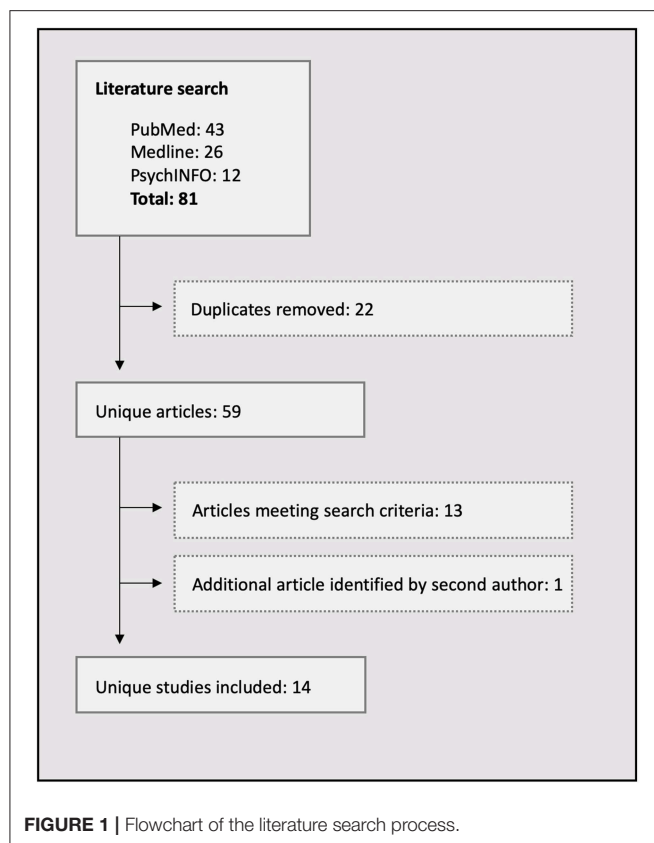 Literature search
PubMed: 43
Medline: 26
PsychINFO: 12
Total: 81
Duplicates removed: 22
Unique articles: 59
Articles meeting search criteria: 13
Additional article identified by second author: 1
Unique studies included: 14
FIGURE 1 | Flowchart of the literature search process.